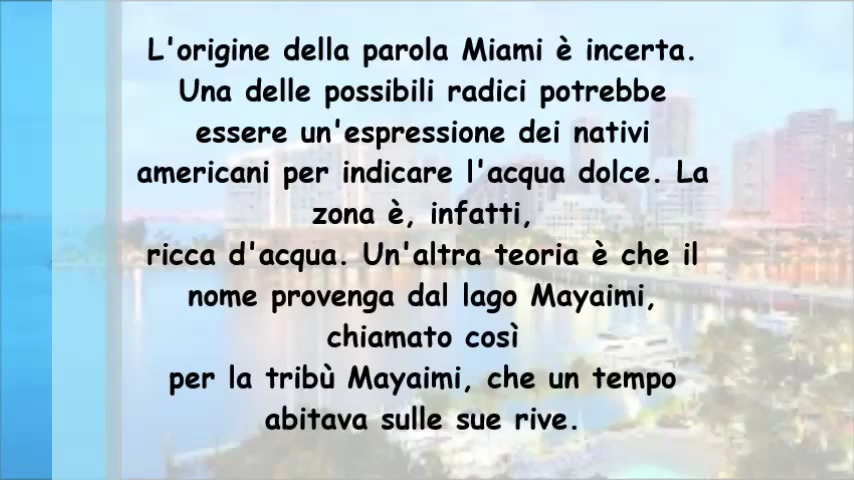 L'origine della parola Miami è incerta.
Una delle possibili radici potrebbe
essere un'espressione dei nativi
americani per indicare l'acqua dolce. La
zona è, infatti,
ricca d'acqua. Un'altra teoria è che il
nome provenga dal lago Mayaimi,
chiamato così
per la tribù Mayaimi, che un tempo
abitava sulle sue rive.